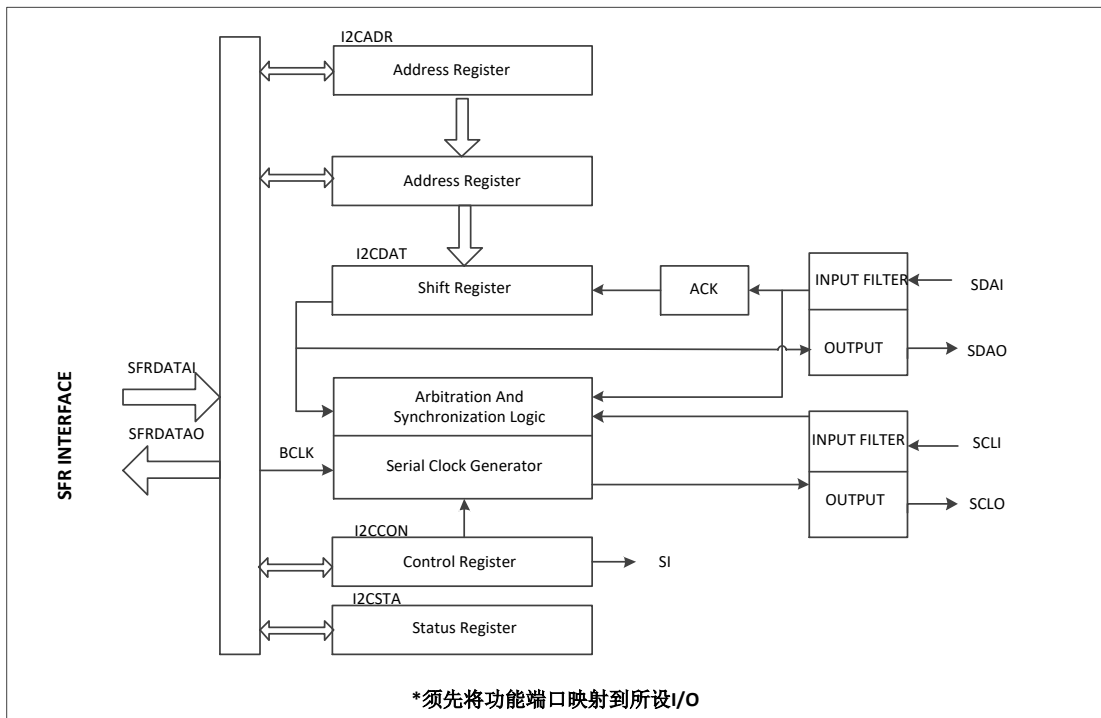 I2CADR
Address Register
Address Register
I2CDAT
Shift Register
ACK
INPUT FILTER
SDAI
OUTPUT
SDAO
SFRDATAI
SFRDATAO
SFR INTERFACE
Arbitration And
Synchronization Logic
BCLK
Serial Clock Generator
INPUT FILTER
SCLI
OUTPUT
SCLO
I2CCON
Control Register
SI
I2CSTA
Status Register
*须先将功能端口映射到所设I/O